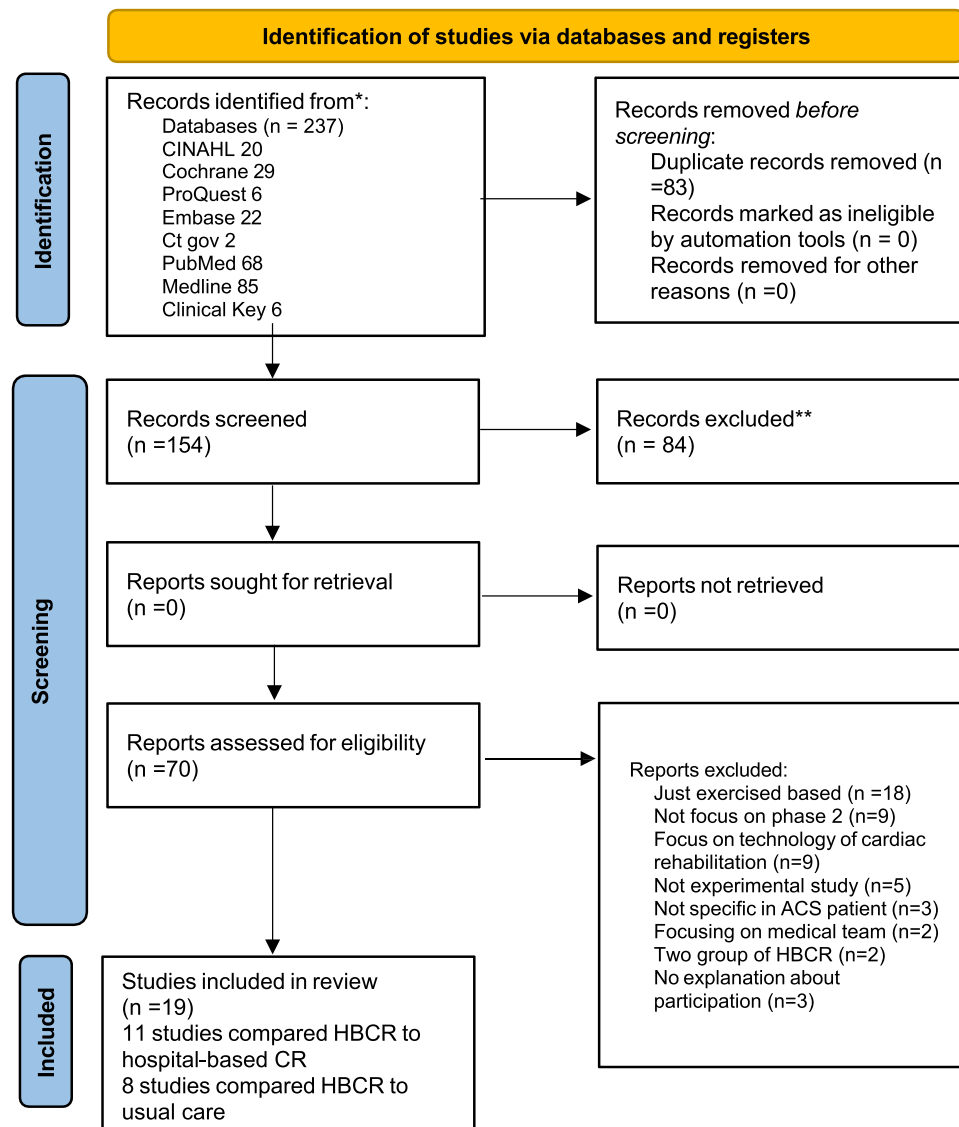 Identification of studies via databases and registers
Identification
Records identified from*:
Databases (n = 237)
CINAHL 20
Cochrane 29
ProQuest 6
Embase 22
Ct gov 2
PubMed 68
Medline 85
Clinical Key 6
Records removed before
screening:
Duplicate records removed (n
=83)
Records marked as ineligible
by automation tools (n = 0)
Records removed for other
reasons (n =0)
Screening
Records screened
(n =154)
Records excluded**
(n = 84)
Reports sought for retrieval
(n =0)
Reports not retrieved
(n =0)
Reports assessed for eligibility
(n =70)
Reports excluded:
Just exercised based (n =18)
Not focus on phase 2 (n=9)
Focus on technology of cardiac
rehabilitation (n=9)
Not experimental study (n=5)
Not specific in ACS patient (n=3)
Focusing on medical team (n=2)
Two group of HBCR (n=2)
No explanation about
participation (n=3)
Included
Studies included in review
(n =19)
11 studies compared HBCR to
hospital-based CR
8 studies compared HBCR to
usual care